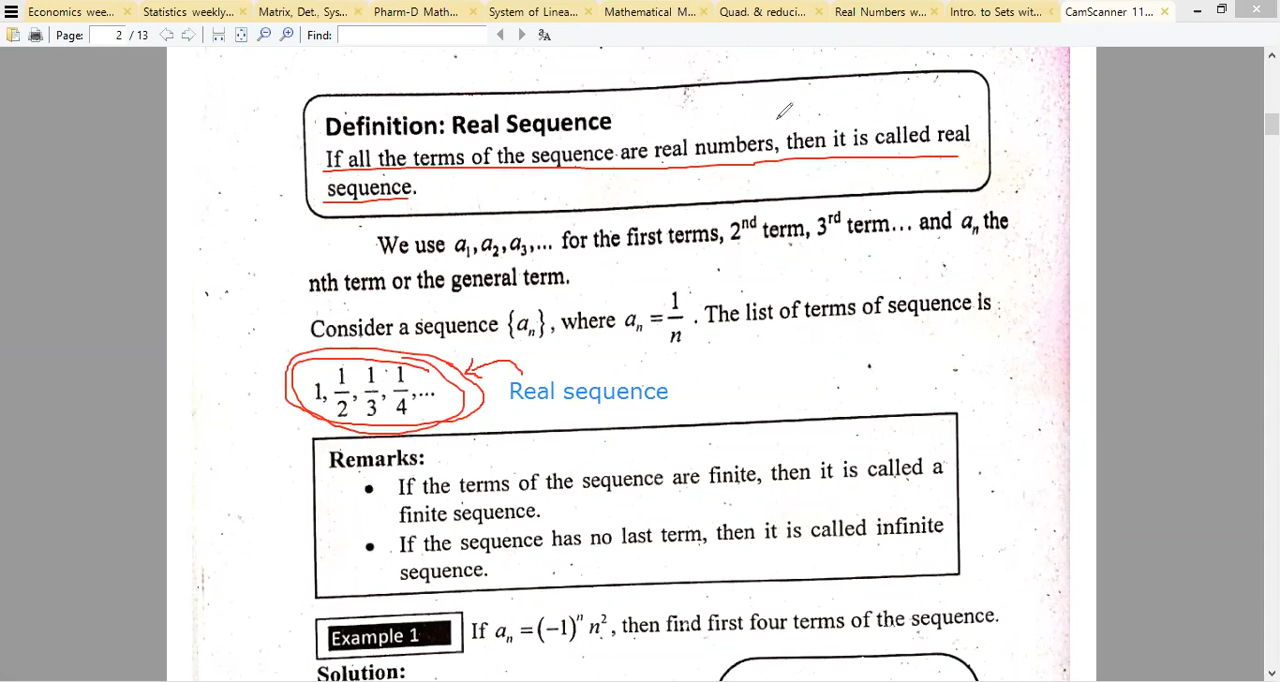 Economics wee... Statistics weekly... Matrix, Det., Sys... Pharm-D Math... System of Linea... Mathematical M... Quad. & reduci... Real Numbers w... Intro. to Sets wit... CamScanner 11...
Page: 2 / 13 Find:
Definition: Real Sequence
If all the terms of the sequence are real numbers, then it is called real
sequence.
We use a₁, a₂, a₃,... for the first terms, 2nd term, 3rd term... and aₙ the
nth term or the general term.
Consider a sequence {aₙ}, where aₙ = 1/n. The list of terms of sequence is
1, 1/2, 1/3, 1/4,... Real sequence
Remarks:
• If the terms of the sequence are finite, then it is called a
finite sequence.
• If the sequence has no last term, then it is called infinite
sequence.
Example 1 If aₙ = (−1)ⁿ n², then find first four terms of the sequence.
Solution: